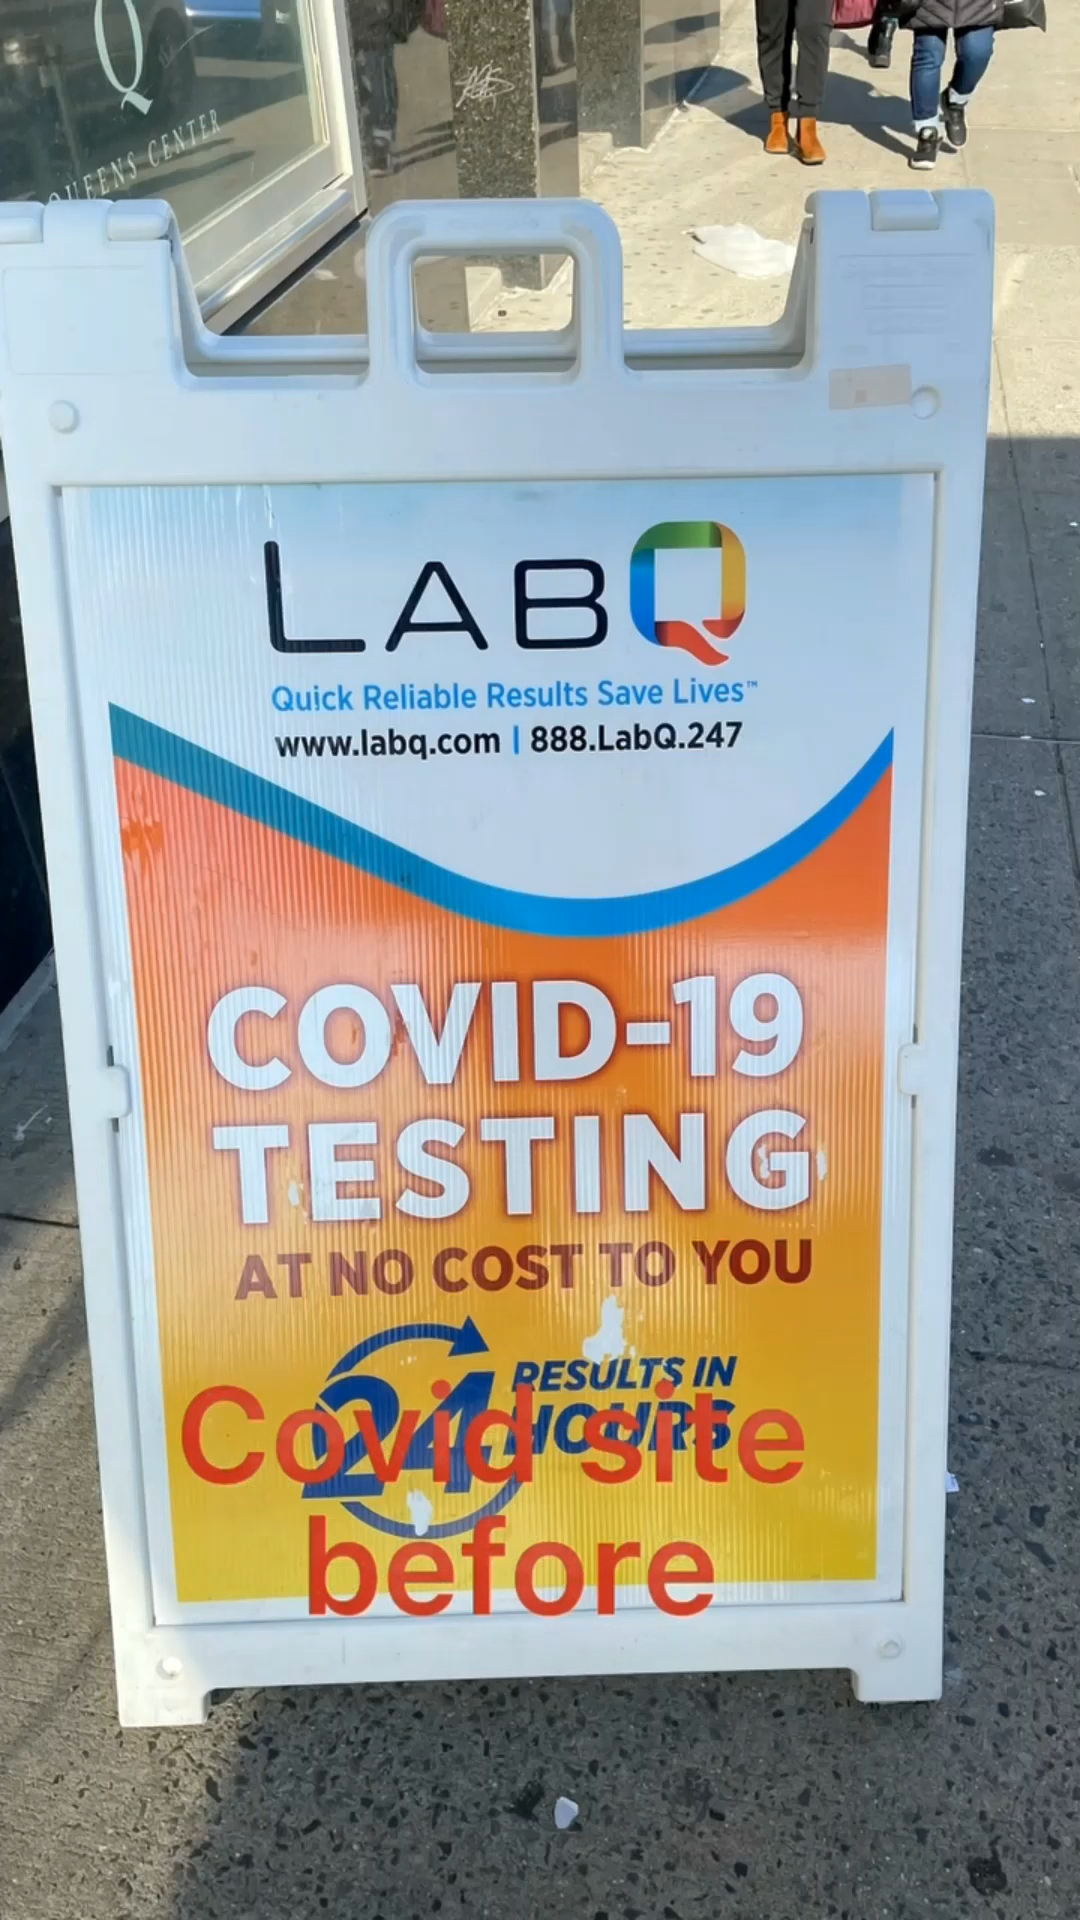 Q
QUEENS CENTER
LABQ
Quick Reliable Results Save Lives™
www.labq.com | 888.LabQ.247
COVID-19
TESTING
AT NO COST TO YOU
24 RESULTS IN
HOURS
Covid site
before